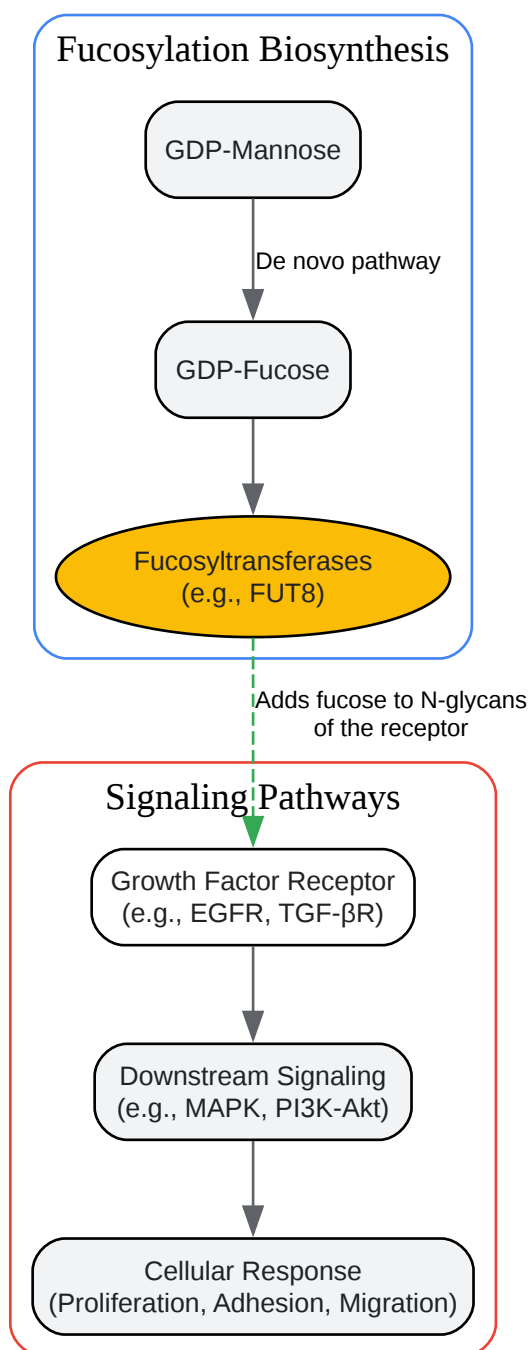 Fucosylation Biosynthesis
GDP-Mannose
De novo pathway
GDP-Fucose
Fucosyltransferases
(e.g., FUT8)
Adds fucose to N-glycans
of the receptor
Signaling Pathways
Growth Factor Receptor
(e.g., EGFR, TGF-βR)
Downstream Signaling
(e.g., MAPK, PI3K-Akt)
Cellular Response
(Proliferation, Adhesion, Migration)